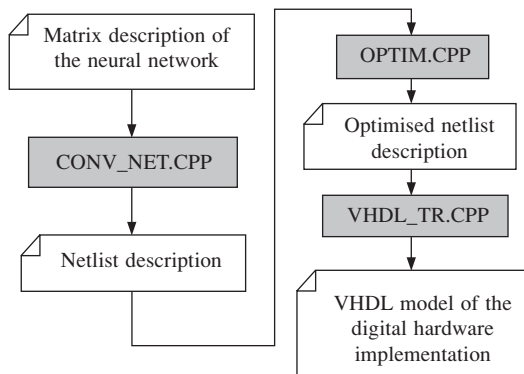 Matrix description of
the neural network
CONV_NET.CPP
Netlist description
OPTIM.CPP
Optimised netlist
description
VHDL_TR.CPP
VHDL model of the
digital hardware
implementation